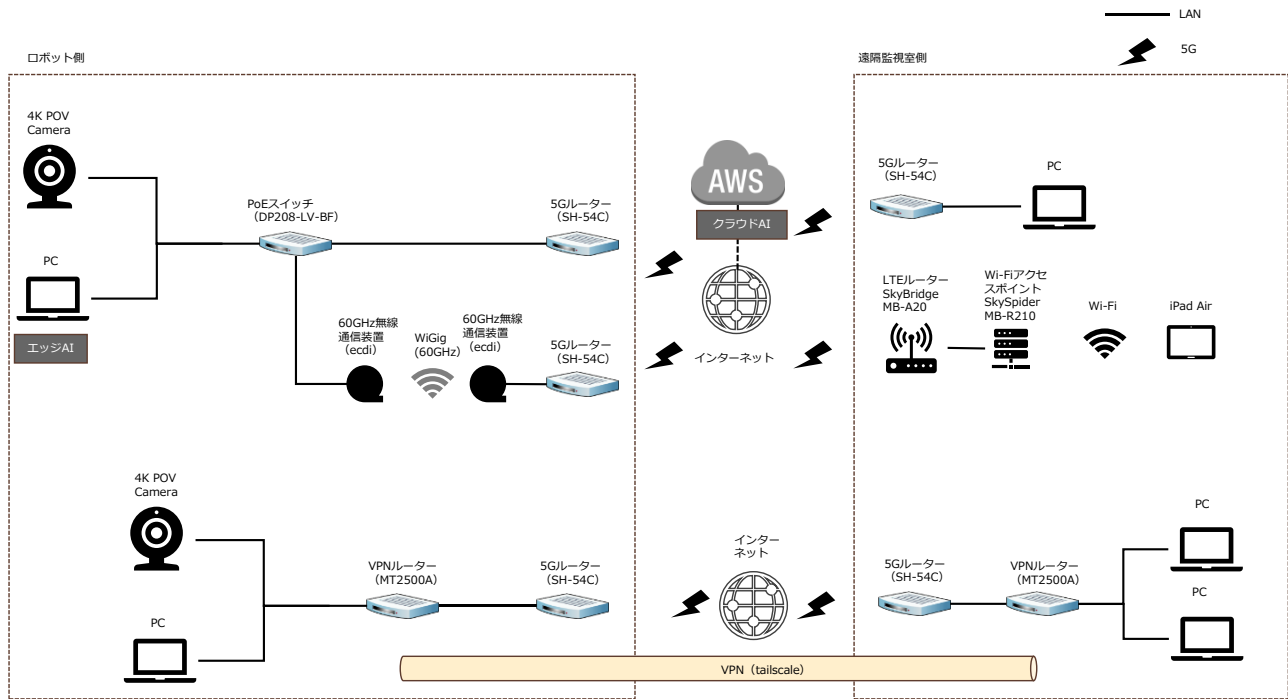 LAN
5G
ロボット側
遠隔監視室側
4K POV
Camera
PoEスイッチ
（DP208-LV-BF）
5Gルーター
（SH-54C）
AWS
クラウドAI
5Gルーター
（SH-54C）
PC
PC
エッジAI
60GHz無線
通信装置
（ecdi）
WiGig
（60GHz）
60GHz無線
通信装置
（ecdi）
5Gルーター
（SH-54C）
インターネット
LTEルーター
SkyBridge
MB-A20
Wi-Fiアクセ
スポイント
SkySpider
MB-R210
Wi-Fi
iPad Air
4K POV
Camera
PC
VPNルーター
（MT2500A）
5Gルーター
（SH-54C）
インター
ネット
5Gルーター
（SH-54C）
VPNルーター
（MT2500A）
PC
PC
VPN（tailscale）